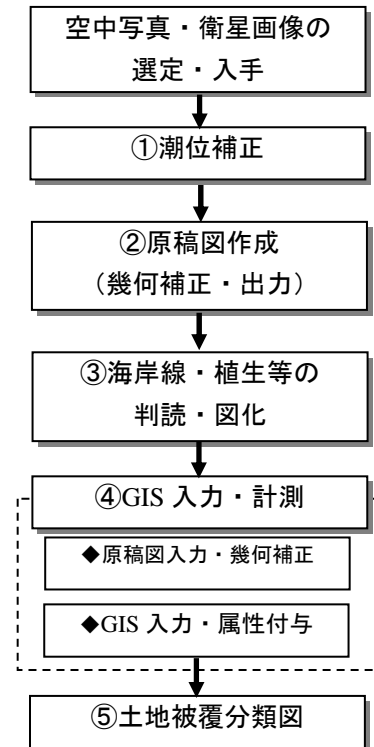 空中写真・衛星画像の
選定・入手
①潮位補正
②原稿図作成
（幾何補正・出力）
③海岸線・植生等の
判読・図化
④GIS 入力・計測
◆原稿図入力・幾何補正
◆GIS 入力・属性付与
⑤土地被覆分類図